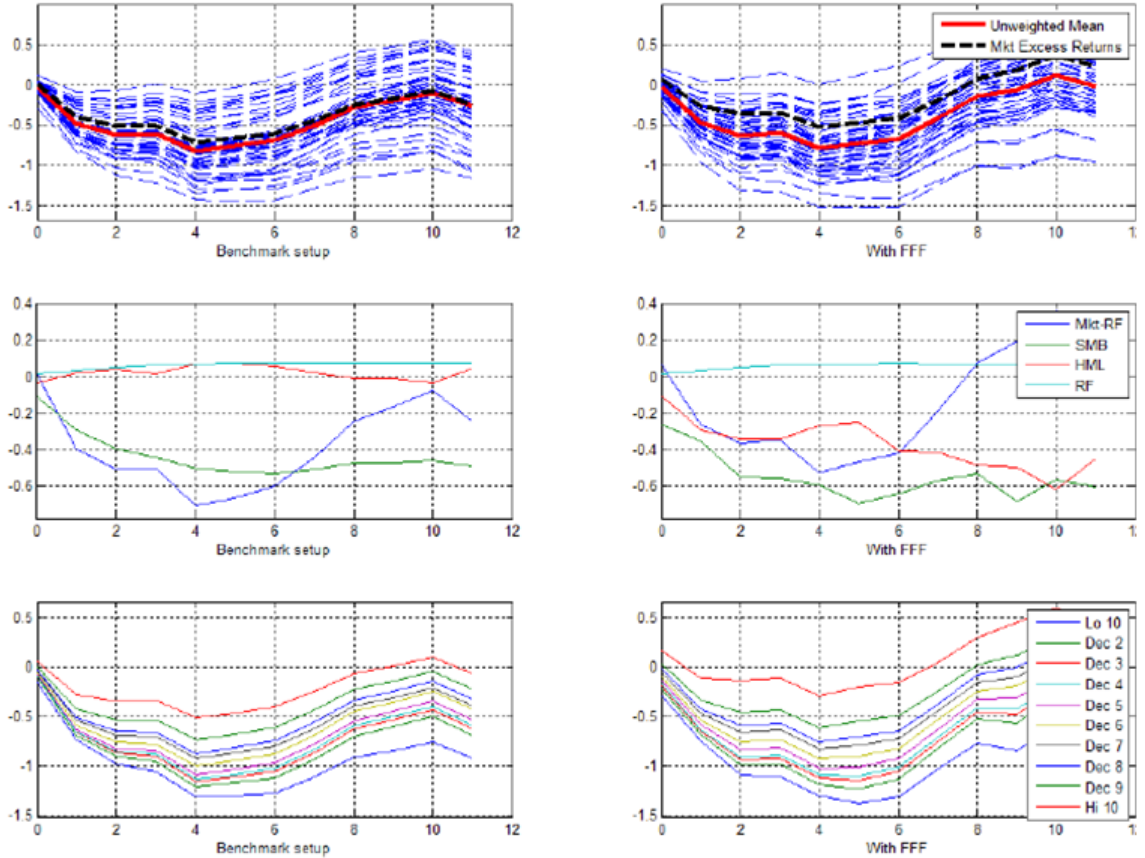 0.5
0
-0.5
-1
-1.5
0 2 4 6 8 10 12
Benchmark setup
0.5
0
-0.5
-1
-1.5
0 2 4 6 8 10 12
With FFF
Unweighted Mean
Mkt Excess Returns
0.4
0.2
0
-0.2
-0.4
-0.6
0 2 4 6 8 10 12
Benchmark setup
0.4
0.2
0
-0.2
-0.4
-0.6
0 2 4 6 8 10 12
With FFF
Mkt-RF
SMB
HML
RF
0.5
0
-0.5
-1
-1.5
0 2 4 6 8 10 12
Benchmark setup
0.5
0
-0.5
-1
-1.5
0 2 4 6 8 10 12
With FFF
Lo 10
Dec 2
Dec 3
Dec 4
Dec 5
Dec 6
Dec 7
Dec 8
Dec 9
Hi 10